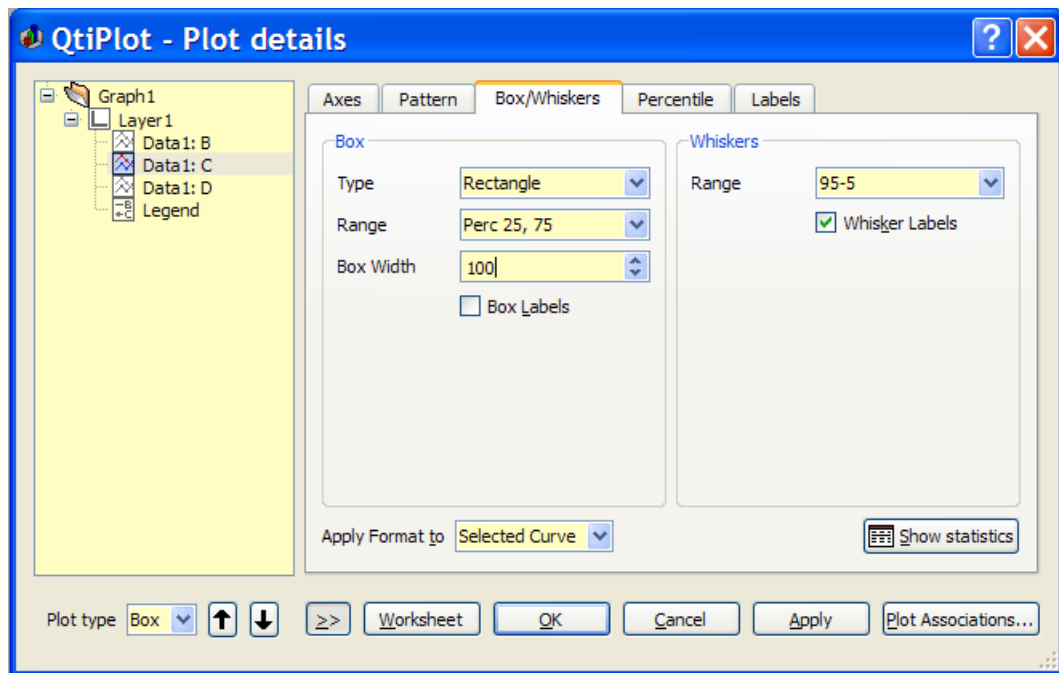 QtiPlot - Plot details
Graph1
Layer1
Data1: B
Data1: C
Data1: D
Legend
Axes Pattern Box/Whiskers Percentile Labels
Box
Type Rectangle
Range Perc 25, 75
Box Width 100
Box Labels
Whiskers
Range 95-5
Whisker Labels
Apply Format to Selected Curve
Show statistics
Plot type Box >> Worksheet OK Cancel Apply Plot Associations...